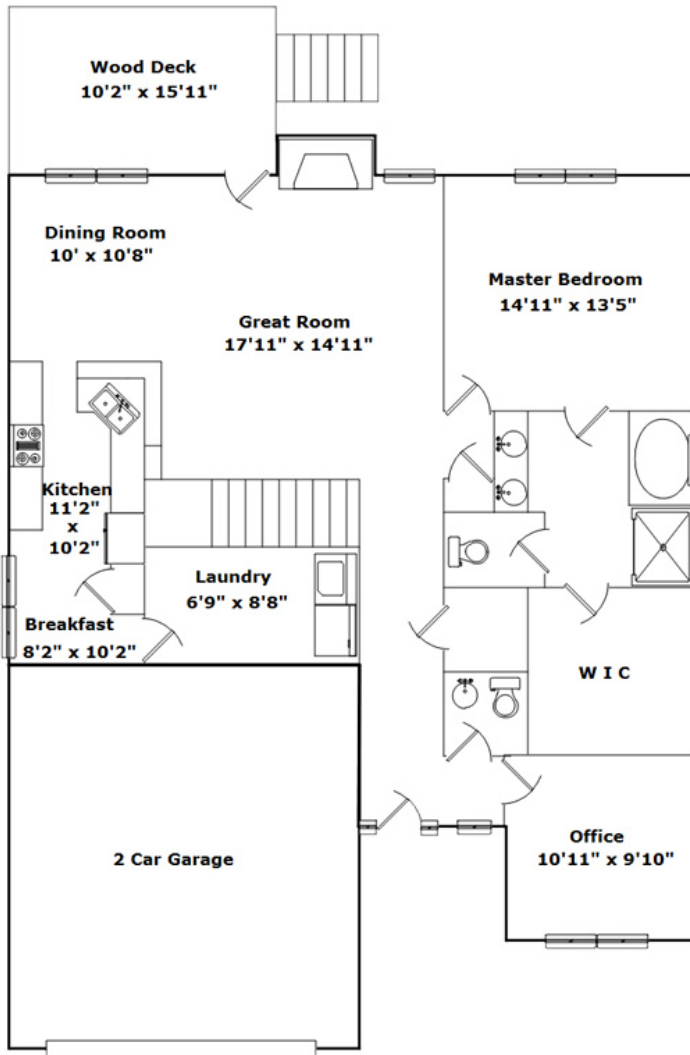 Wood Deck
10'2" x 15'11"
Dining Room
10' x 10'8"
Great Room
17'11" x 14'11"
Master Bedroom
14'11" x 13'5"
Kitchen
11'2"
x
10'2"
Laundry
6'9" x 8'8"
Breakfast
8'2" x 10'2"
W I C
2 Car Garage
Office
10'11" x 9'10"